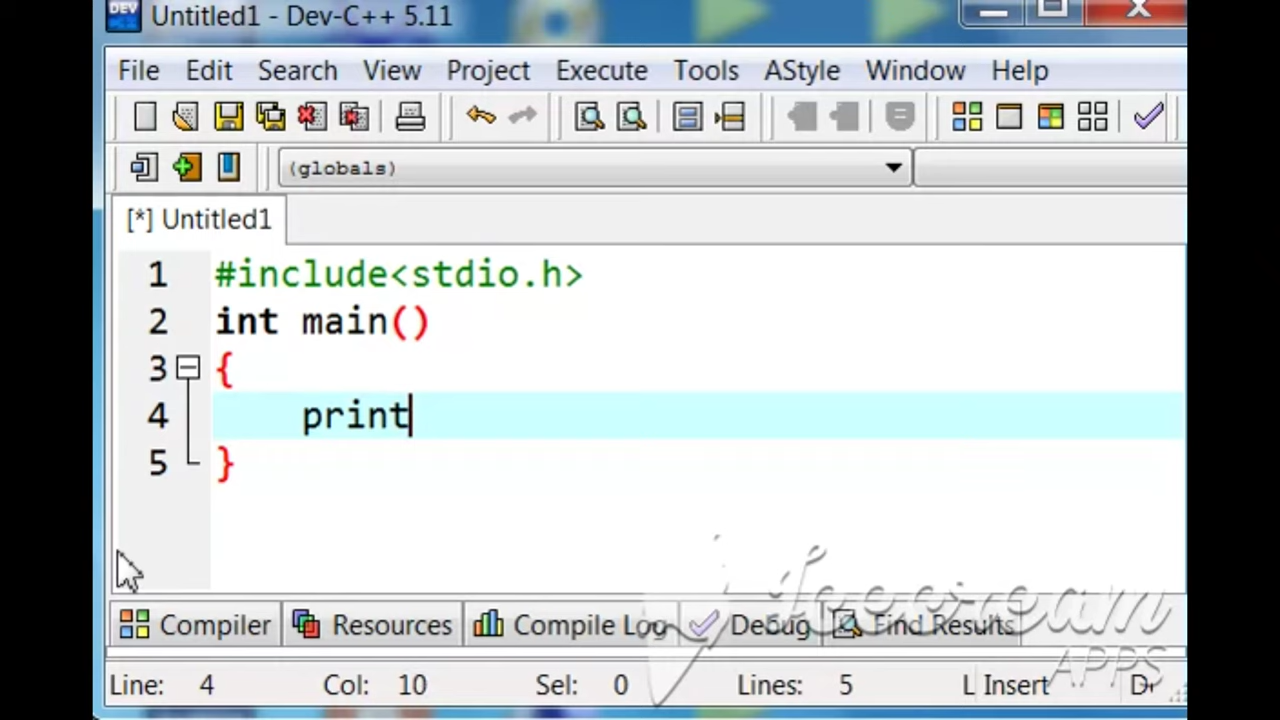 DEV
Untitled1 - Dev-C++ 5.11
File Edit Search View Project Execute Tools AStyle Window Help
(globals)
[*] Untitled1
1 #include<stdio.h>
2 int main()
3 {
4 print
5 }
Compiler Resources Compile Log Debug Find Results
APPS
Line: 4 Col: 10 Sel: 0 Lines: 5 L Insert